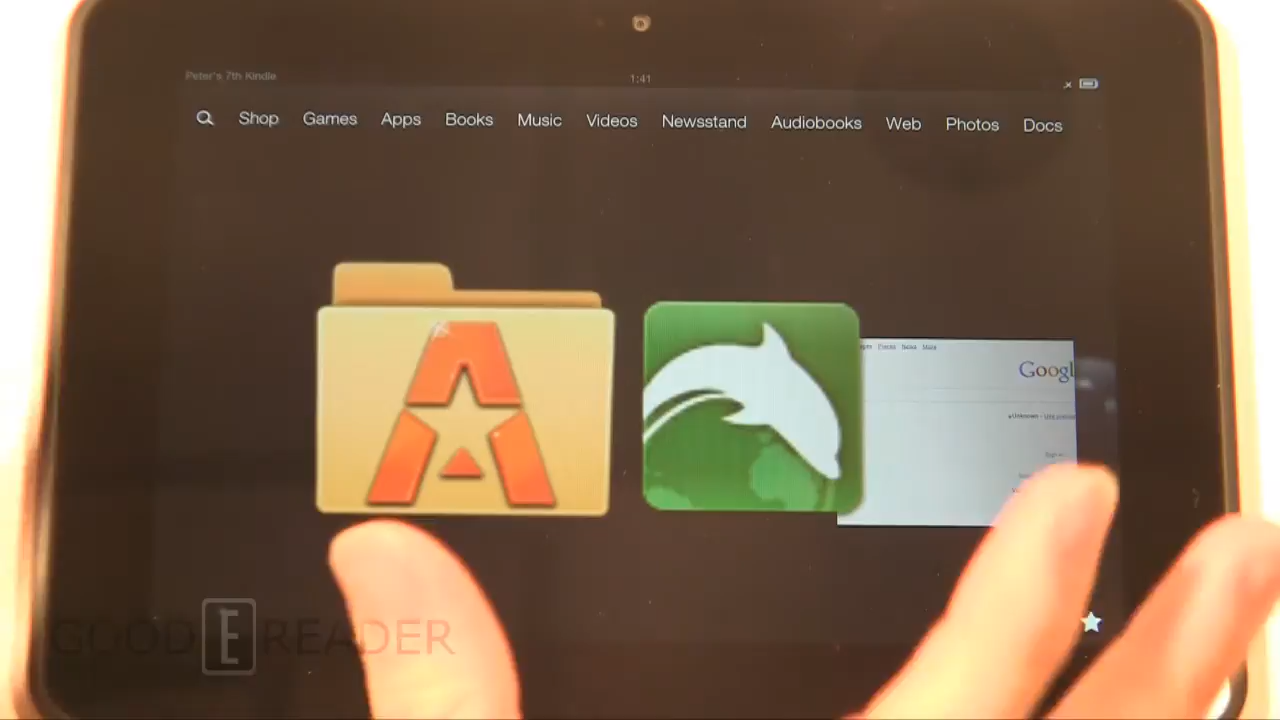 Peter's 7th Kindle
1:41
Shop Games Apps Books Music Videos Newsstand Audiobooks Web Photos Docs
A
Googl
GOOD E READER